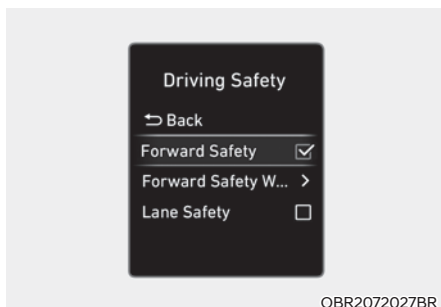 Driving Safety
Back
Forward Safety
Forward Safety W...
Lane Safety
OBR2072027BR